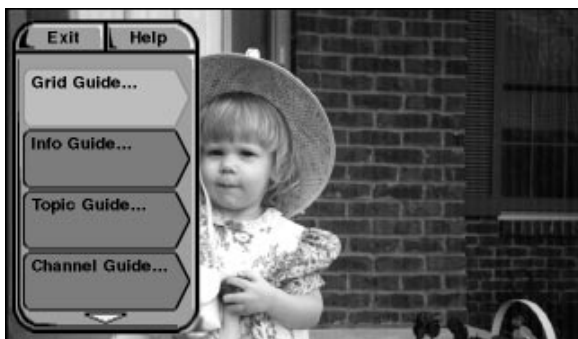 Exit Help
Grid Guide...
Info Guide...
Topic Guide...
Channel Guide...